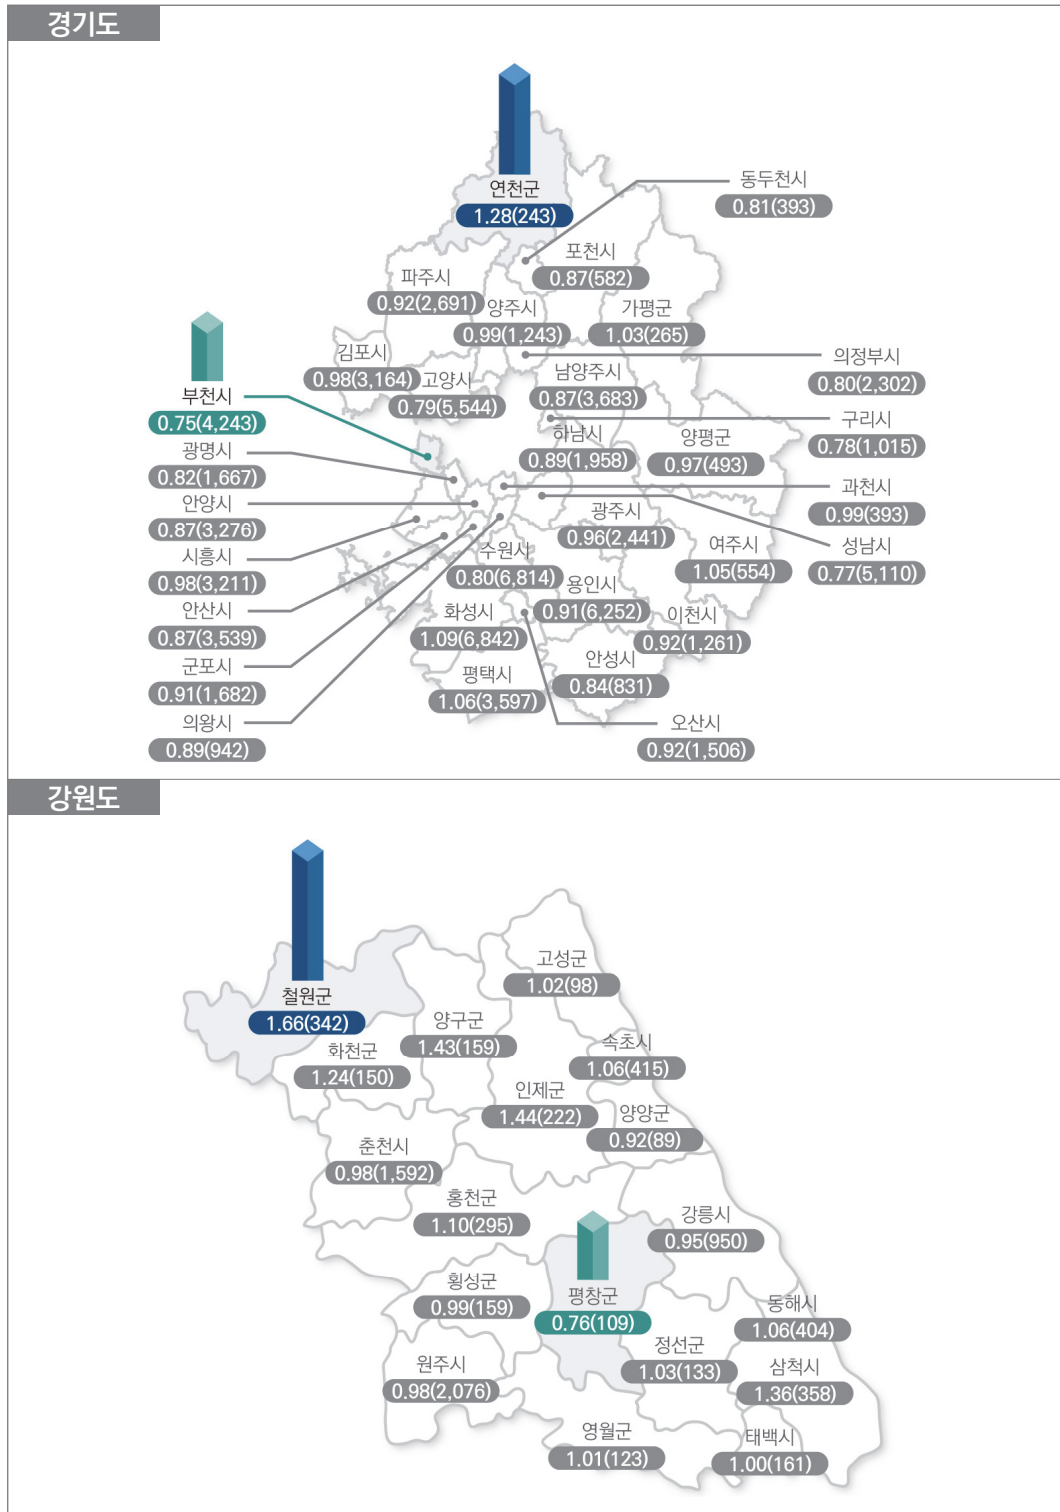 경기도
연천군
1.28(243)
동두천시
0.81(393)
포천시
0.87(582)
파주시
0.92(2,691)
양주시
0.99(1,243)
가평군
1.03(265)
김포시
0.98(3,164)
고양시
0.79(5,544)
의정부시
0.80(2,302)
남양주시
0.87(3,683)
부천시
0.75(4,243)
구리시
0.78(1,015)
하남시
0.89(1,958)
양평군
0.97(493)
광명시
0.82(1,667)
과천시
0.99(393)
안양시
0.87(3,276)
광주시
0.96(2,441)
여주시
1.05(554)
성남시
0.77(5,110)
시흥시
0.98(3,211)
수원시
0.80(6,814)
용인시
0.91(6,252)
안산시
0.87(3,539)
화성시
1.09(6,842)
이천시
0.92(1,261)
군포시
0.91(1,682)
평택시
1.06(3,597)
안성시
0.84(831)
의왕시
0.89(942)
오산시
0.92(1,506)
강원도
철원군
1.66(342)
고성군
1.02(98)
양구군
1.43(159)
화천군
1.24(150)
속초시
1.06(415)
인제군
1.44(222)
양양군
0.92(89)
춘천시
0.98(1,592)
홍천군
1.10(295)
강릉시
0.95(950)
횡성군
0.99(159)
평창군
0.76(109)
동해시
1.06(404)
정선군
1.03(133)
원주시
0.98(2,076)
삼척시
1.36(358)
영월군
1.01(123)
태백시
1.00(161)